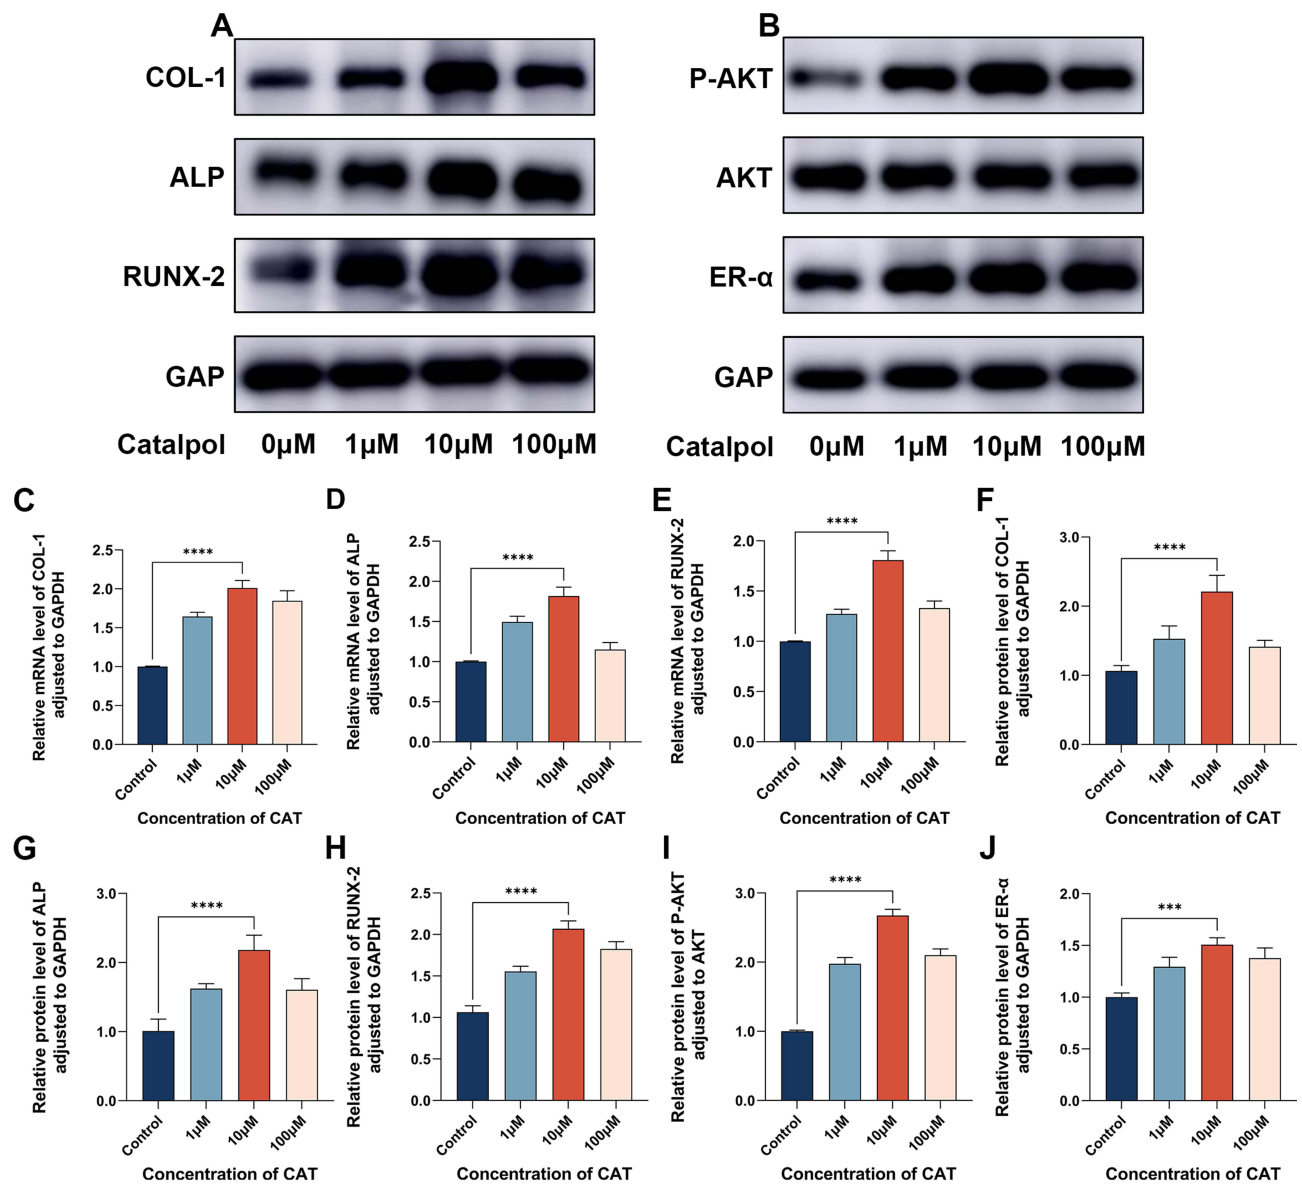 A
COL-1
ALP
RUNX-2
GAP
Catalpol 0μM 1μM 10μM 100μM
B
P-AKT
AKT
ER-α
GAP
Catalpol 0μM 1μM 10μM 100μM
C
Relative mRNA level of COL-1
adjusted to GAPDH
2.5
2.0
1.5
1.0
0.5
0.0
****
Control 1μM 10μM 100μM
Concentration of CAT
D
Relative mRNA level of ALP
adjusted to GAPDH
2.5
2.0
1.5
1.0
0.5
0.0
****
Control 1μM 10μM 100μM
Concentration of CAT
E
Relative mRNA level of RUNX-2
adjusted to GAPDH
2.0
1.5
1.0
0.5
0.0
****
Control 1μM 10μM 100μM
Concentration of CAT
F
Relative protein level of COL-1
adjusted to GAPDH
3.0
2.0
1.0
0.0
****
Control 1μM 10μM 100μM
Concentration of CAT
G
Relative protein level of ALP
adjusted to GAPDH
3.0
2.0
1.0
0.0
****
Control 1μM 10μM 100μM
Concentration of CAT
H
Relative protein level of RUNX-2
adjusted to GAPDH
2.5
2.0
1.5
1.0
0.5
0.0
****
Control 1μM 10μM 100μM
Concentration of CAT
I
Relative protein level of P-AKT
adjusted to AKT
3.0
2.0
1.0
0.0
****
Control 1μM 10μM 100μM
Concentration of CAT
J
Relative protein level of ER-α
adjusted to GAPDH
2.0
1.5
1.0
0.5
0.0
***
Control 1μM 10μM 100μM
Concentration of CAT